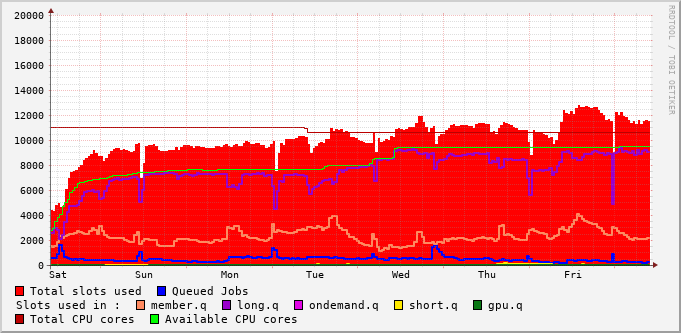 20000
18000
16000
14000
12000
10000
8000
6000
4000
2000
0
Sat Sun Mon Tue Wed Thu Fri
RRDTOOL / TOBI OETIKER
Total slots used Queued Jobs
Slots used in : member.q long.q ondemand.q short.q gpu.q
Total CPU cores Available CPU cores